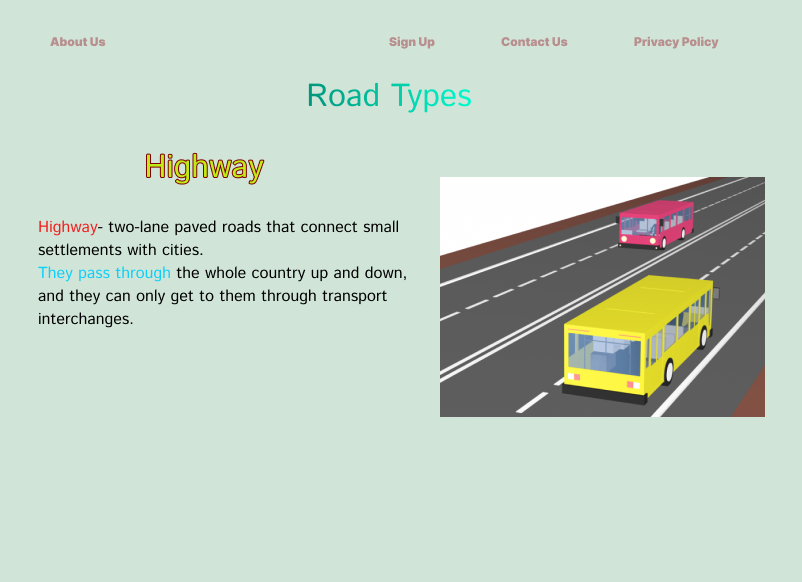 About Us
Sign Up
Contact Us
Privacy Policy
Road Types
Highway
Highway- two-lane paved roads that connect small
settlements with cities.
They pass through the whole country up and down,
and they can only get to them through transport
interchanges.